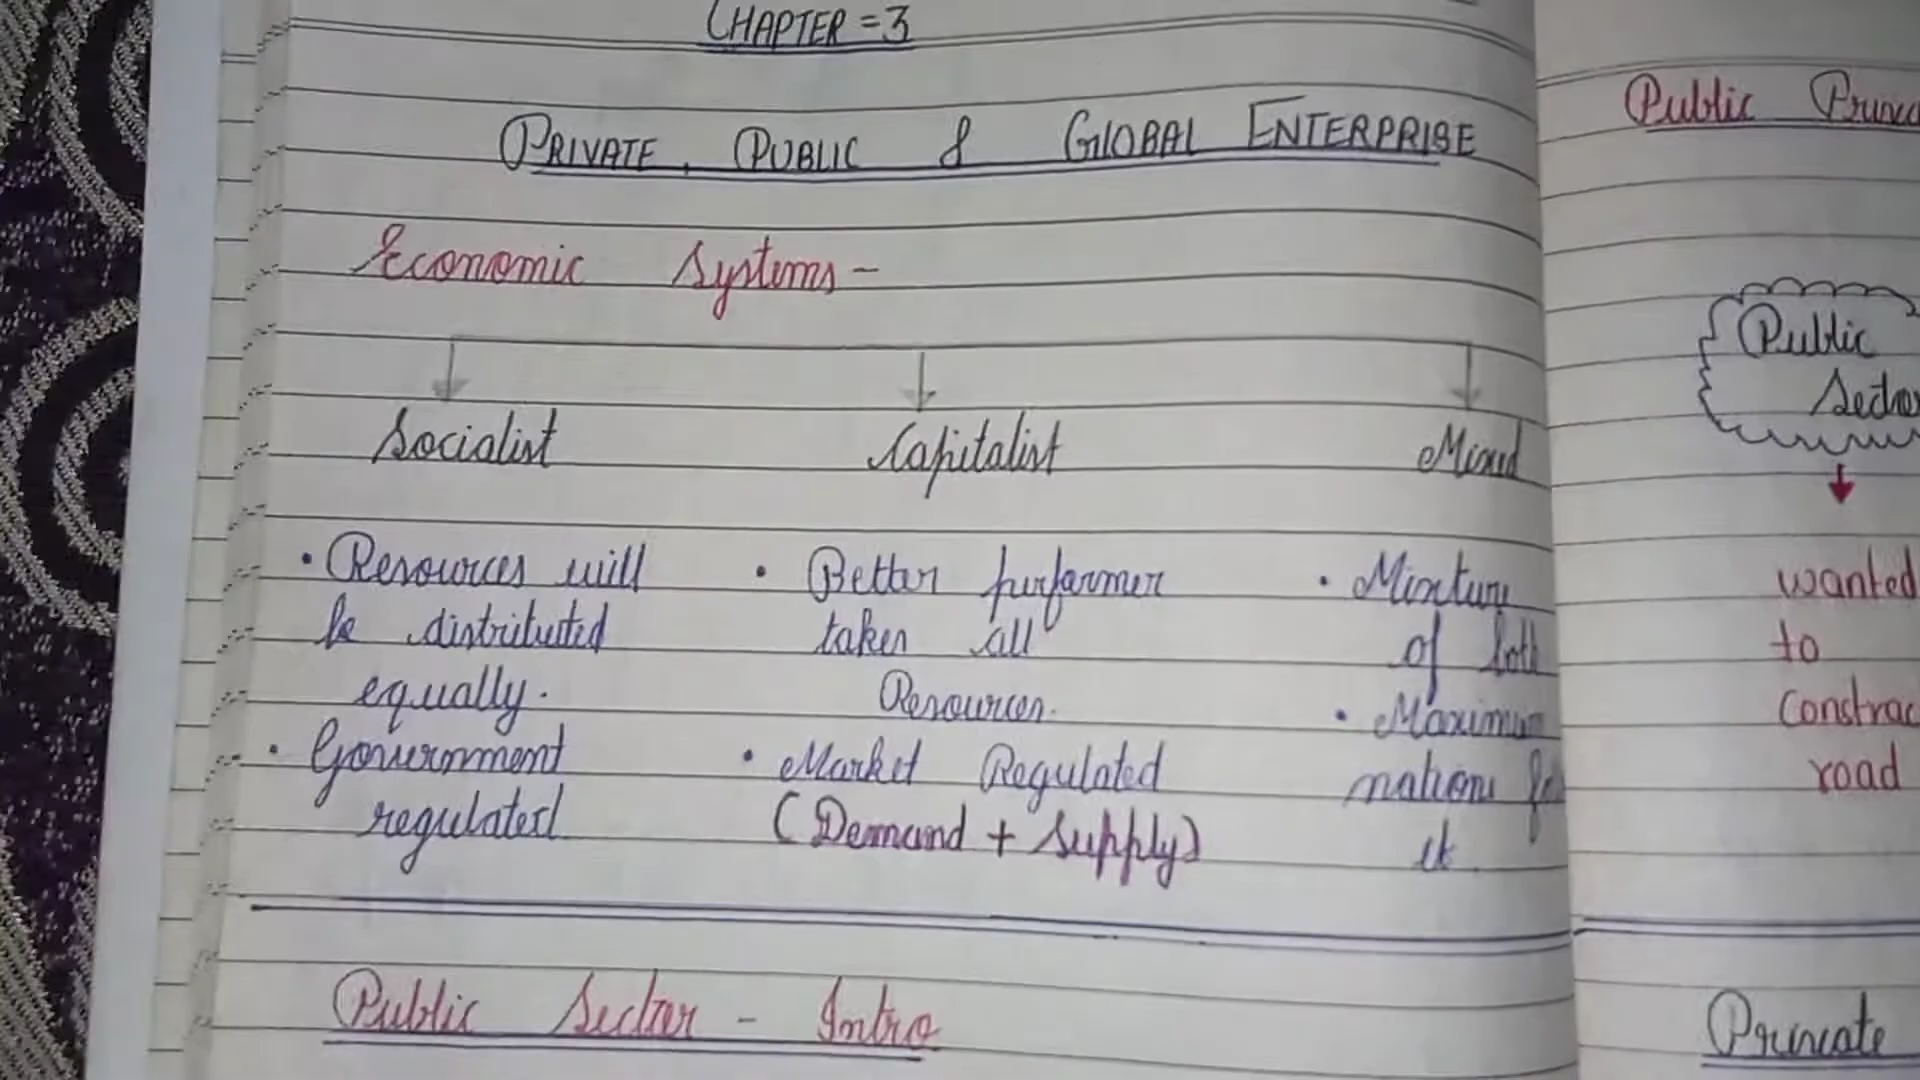 CHAPTER = 3
PRIVATE, PUBLIC & GLOBAL ENTERPRISE
Economic Systems -
Socialist
Capitalist
Mixed
• Resources will
be distributed
equally.
• Government
regulated
• Better performer
takes all
Resources.
• Market Regulated
(Demand + Supply)
• Mixture
of both
• Maximum
nations
it.
Public Sector - Intro
Public
Public
Sector
wanted
to
road
Private